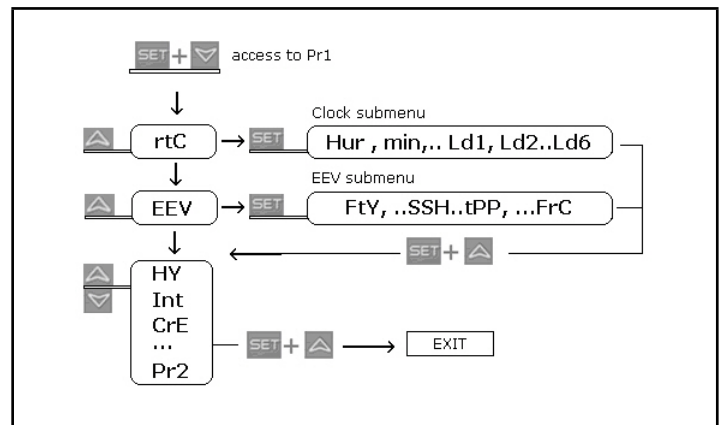 SET + access to Pr1
Clock submenu
rtC SET Hur , min,.. Ld1, Ld2..Ld6
EEV submenu
EEV SET FtY, ..SSH..tPP, ...FrC
SET +
HY
Int
CrE
...
Pr2
SET + EXIT